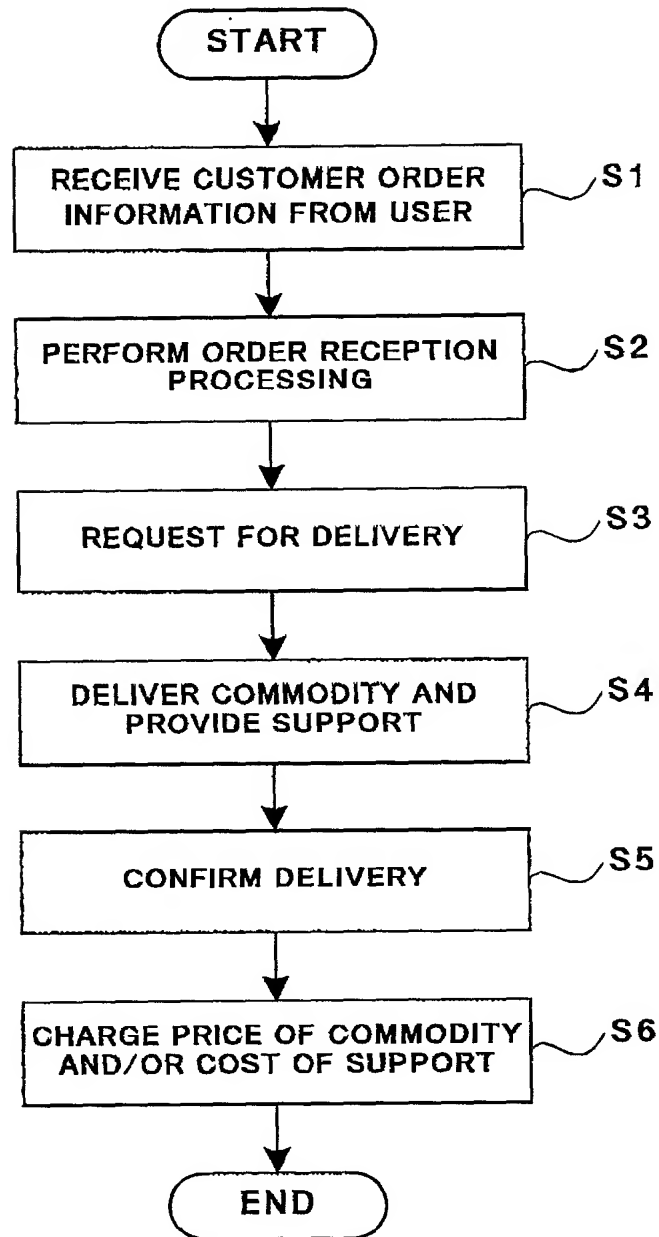 START
RECEIVE CUSTOMER ORDER
INFORMATION FROM USER
S1
PERFORM ORDER RECEPTION
PROCESSING
S2
REQUEST FOR DELIVERY
S3
DELIVER COMMODITY AND
PROVIDE SUPPORT
S4
CONFIRM DELIVERY
S5
CHARGE PRICE OF COMMODITY
AND/OR COST OF SUPPORT
S6
END